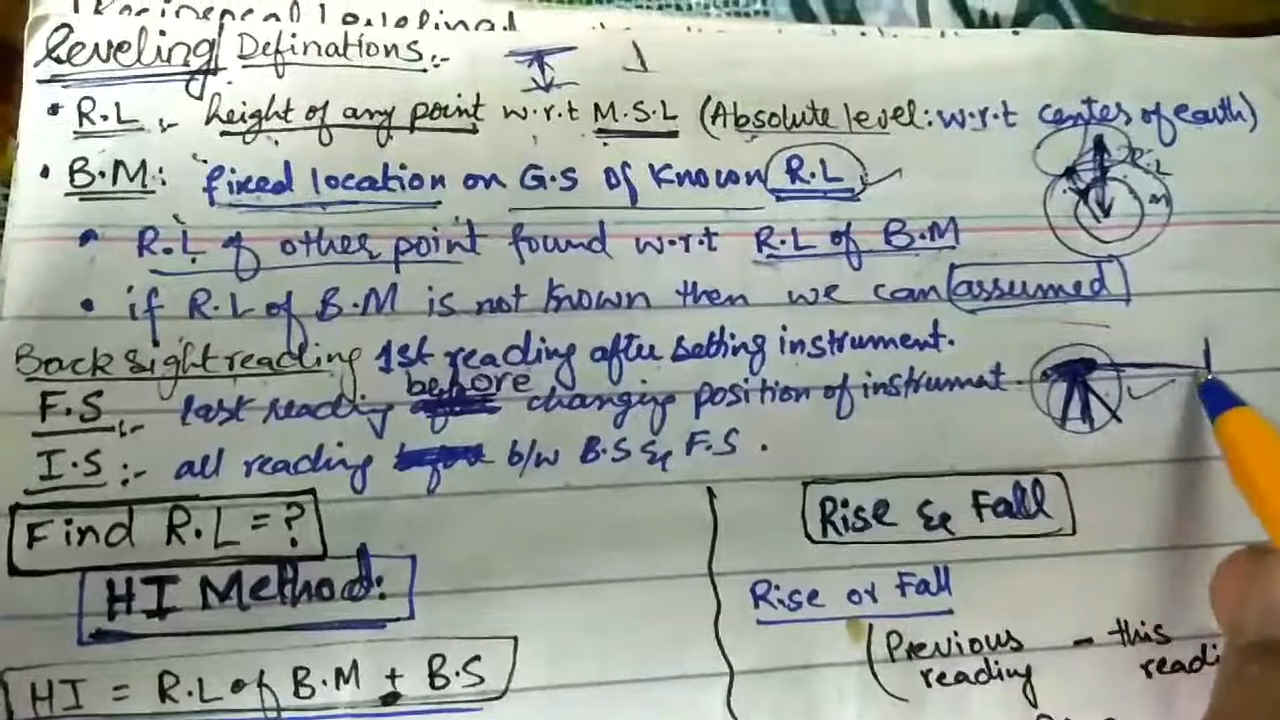 Leveling Definations:-
• R.L :- height of any point w.r.t M.S.L (Absolute level: w.r.t center of earth)
R.L
• B.M: fixed location on G.S of known R.L
• R.L of other point found w.r.t R.L of B.M
• if R.L of B.M is not known then we can assumed
Back sight reading 1st reading after setting instrument.
F.S :- last reading before changing position of instrumat
I.S :- all reading b/w B.S & F.S.
Find R.L = ?
HI Method:
HI = R.L of B.M + B.S
Rise & Fall
Rise or Fall
(Previous reading - this readi